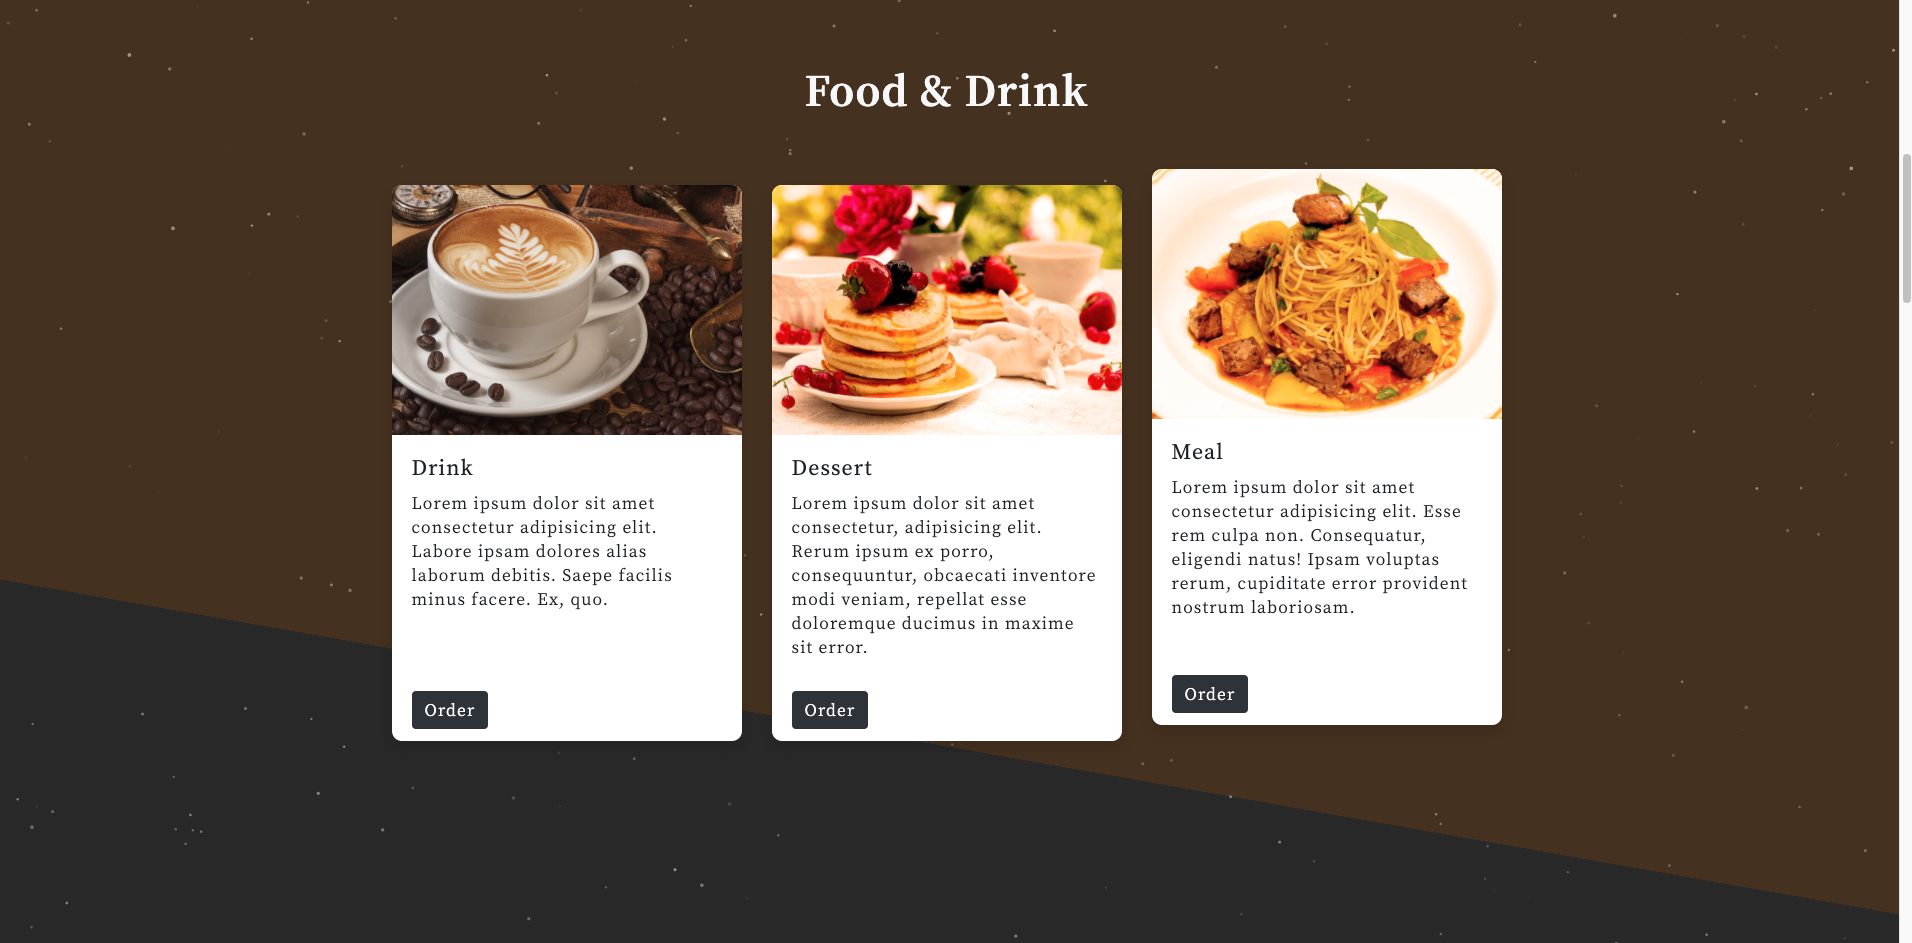 Food & Drink
Drink
Lorem ipsum dolor sit amet
consectetur adipisicing elit.
Labore ipsam dolores alias
laborum debitis. Saepe facilis
minus facere. Ex, quo.
Order
Dessert
Lorem ipsum dolor sit amet
consectetur, adipisicing elit.
Rerum ipsum ex porro,
consequuntur, obcaecati inventore
modi veniam, repellat esse
doloremque ducimus in maxime
sit error.
Order
Meal
Lorem ipsum dolor sit amet
consectetur adipisicing elit. Esse
rem culpa non. Consequatur,
eligendi natus! Ipsam voluptas
rerum, cupiditate error provident
nostrum laboriosam.
Order